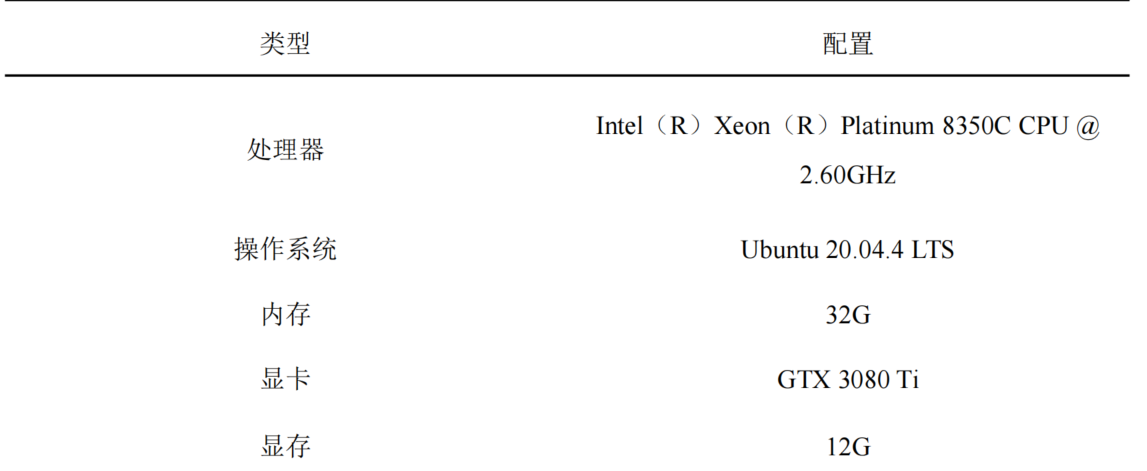 类型 配置
处理器 Intel（R）Xeon（R）Platinum 8350C CPU @
2.60GHz
操作系统 Ubuntu 20.04.4 LTS
内存 32G
显卡 GTX 3080 Ti
显存 12G